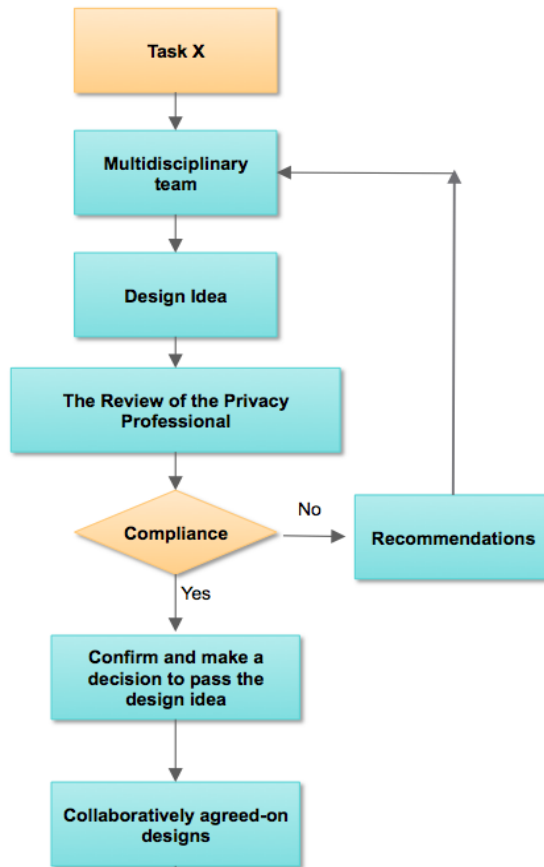 Task X
Multidisciplinary
team
Design Idea
The Review of the Privacy
Professional
Compliance
No
Recommendations
Yes
Confirm and make a
decision to pass the
design idea
Collaboratively agreed-on
designs